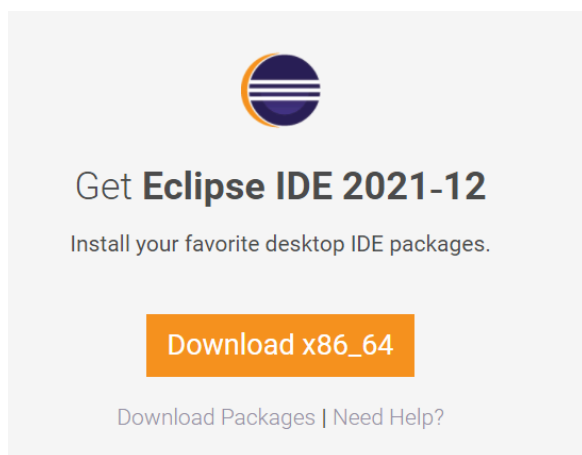 Get Eclipse IDE 2021-12
Install your favorite desktop IDE packages.
Download x86_64
Download Packages | Need Help?